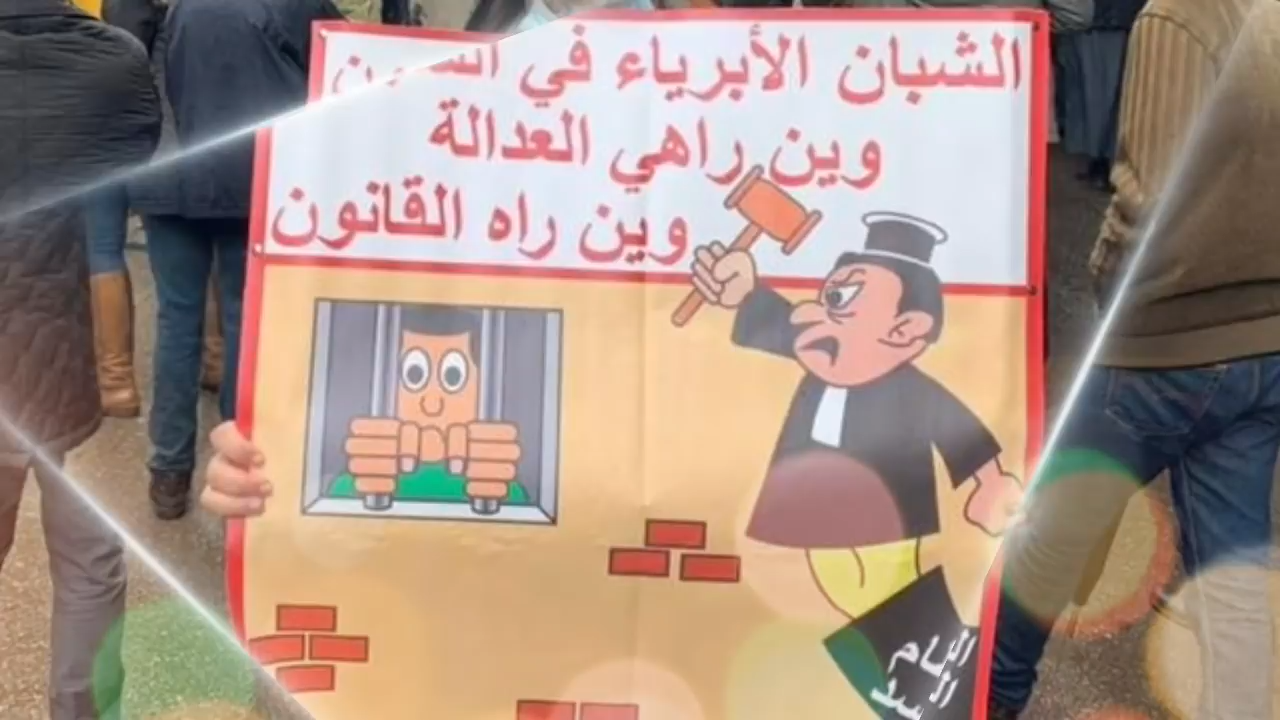 الشبان الأبرياء في
وين راهي العدالة
وين راه القانون